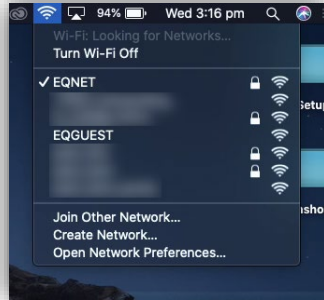 94% Wed 3:16 pm
Wi-Fi: Looking for Networks...
Turn Wi-Fi Off
EQNET
EQGUEST
Join Other Network...
Create Network...
Open Network Preferences...